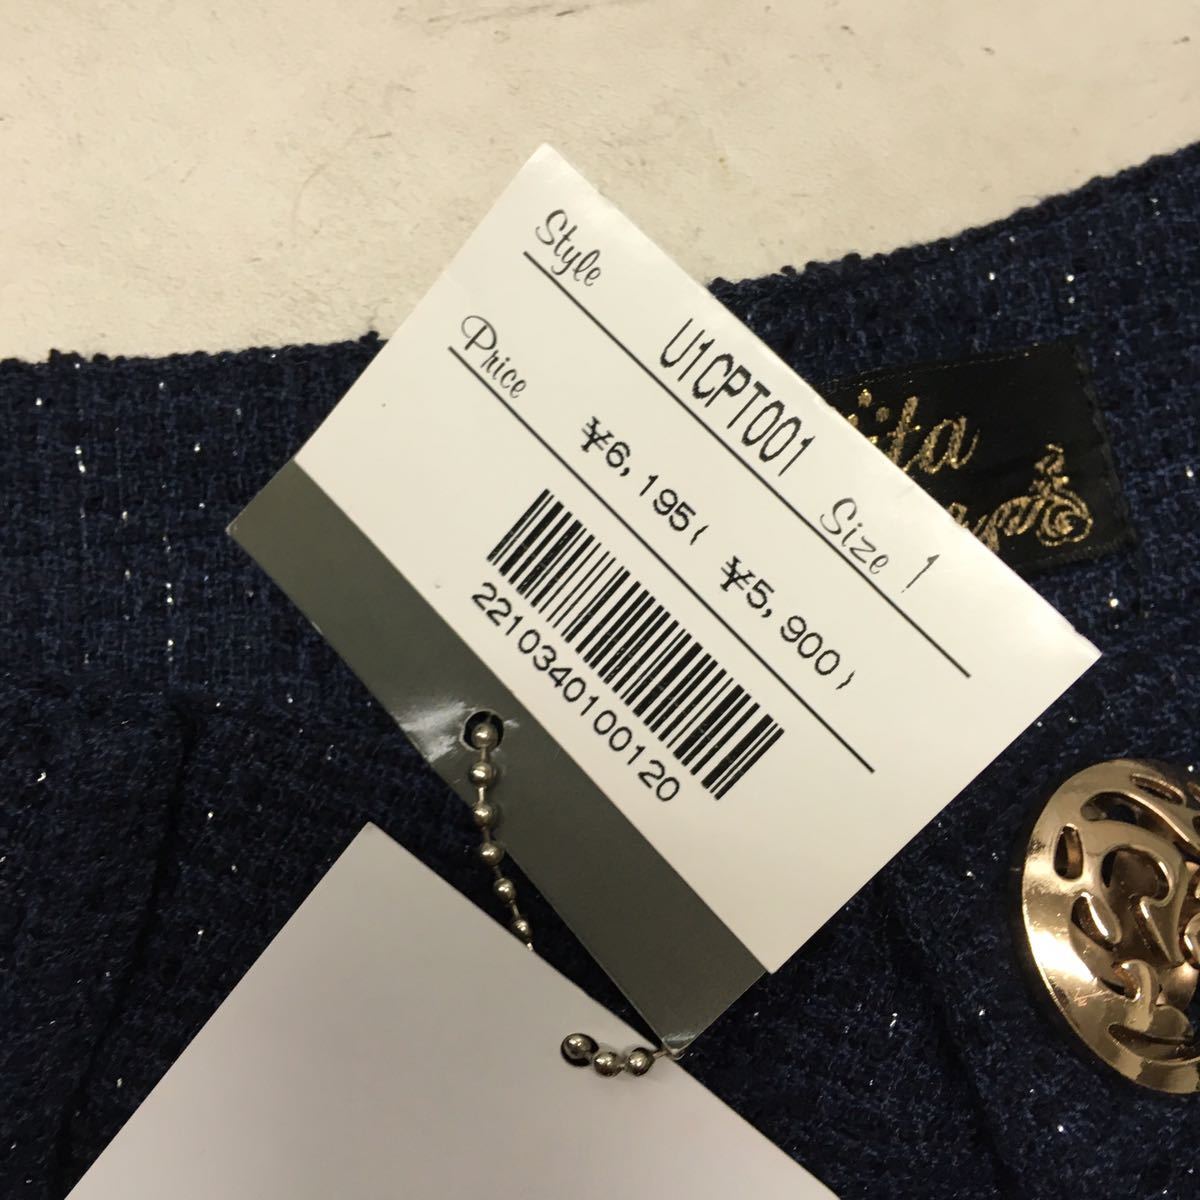 Style U1CPT001 Size 1
Price ¥6,195( ¥5,900)
2210340100120